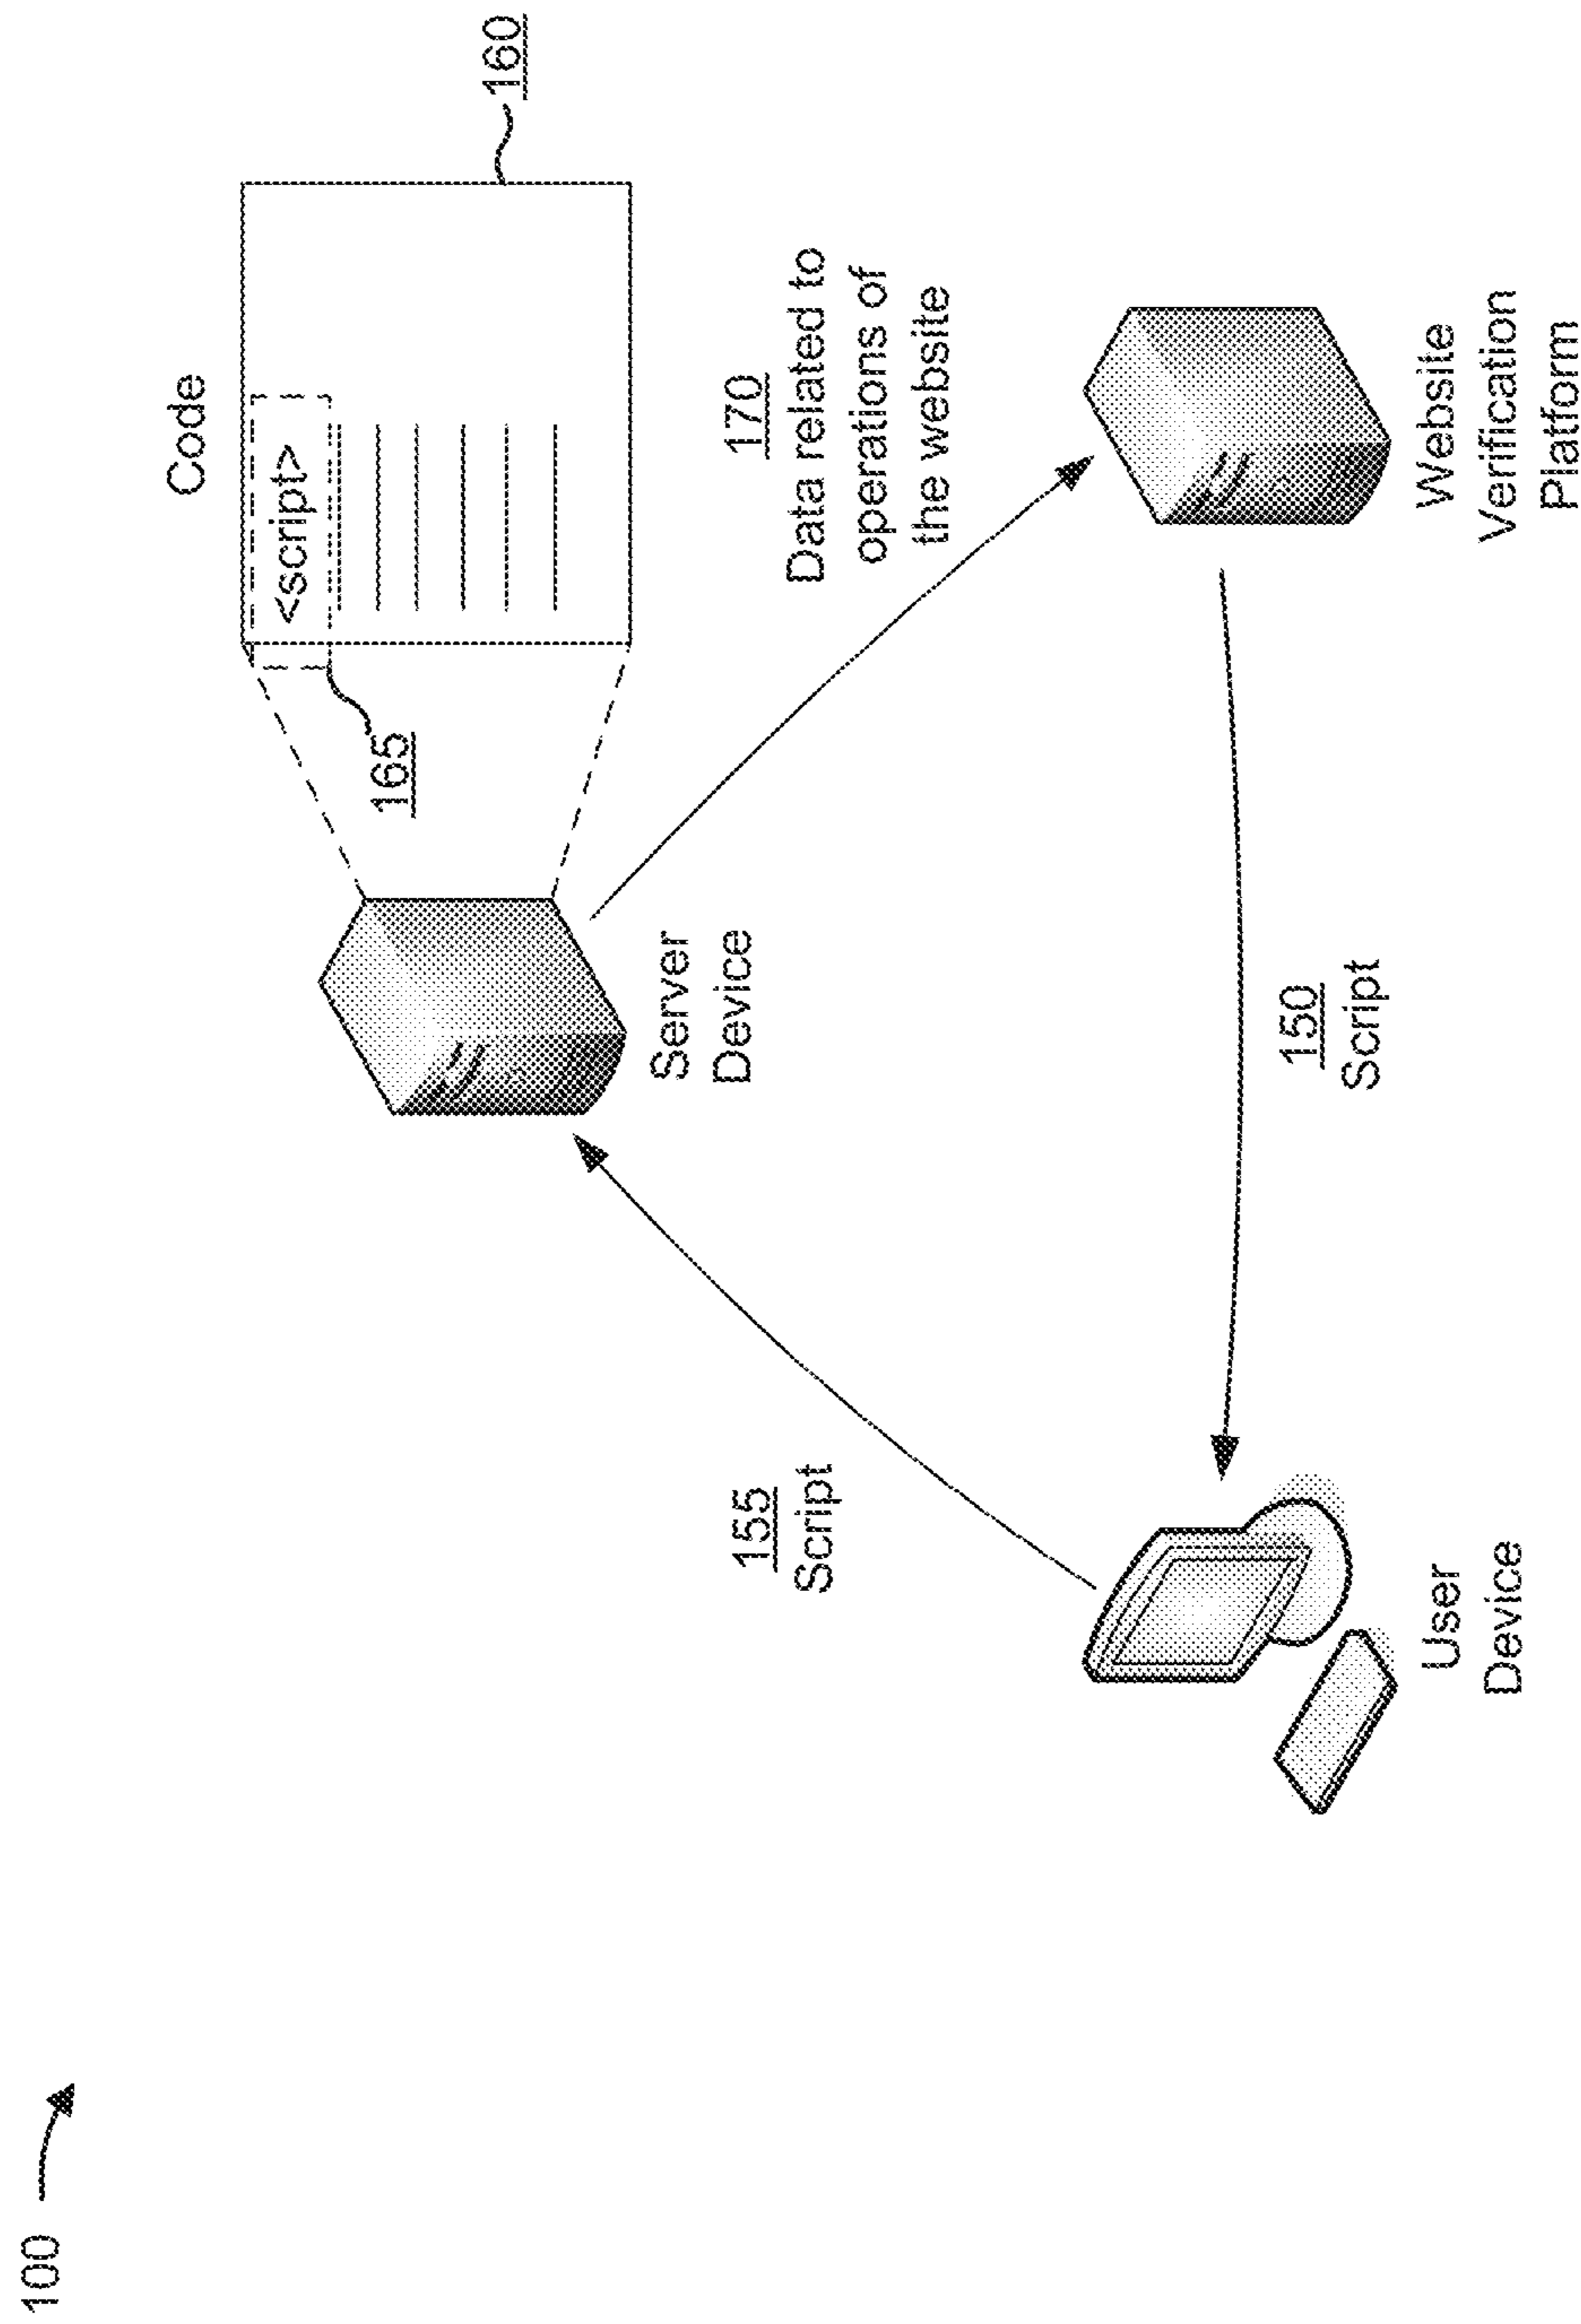 100
Code
<script>
160
165
Server
Device
170
Data related to
operations of
the website
155
Script
150
Script
User
Device
Website
Verification
Platform